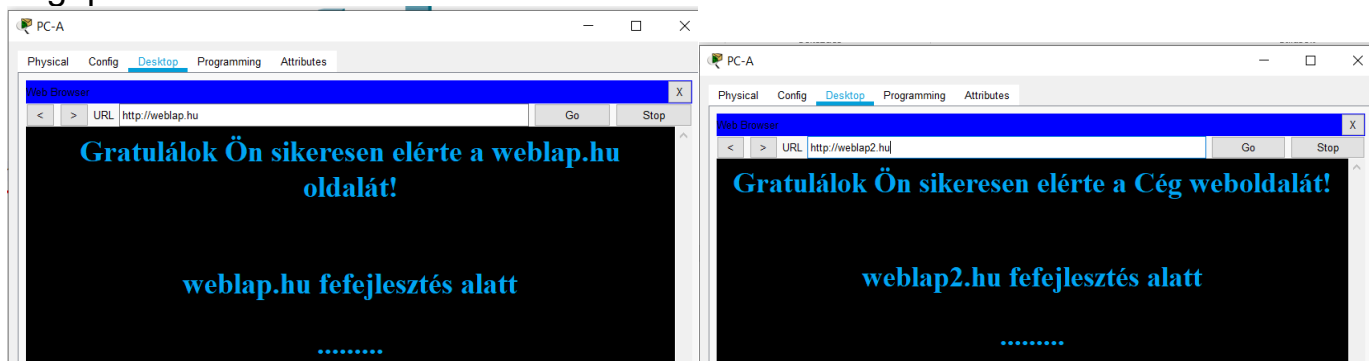 PC-A
Physical Config Desktop Programming Attributes
Web Browser X
< > URL http://weblap.hu Go Stop
Gratulálok Ön sikeresen elérte a weblap.hu
oldalát!
weblap.hu fefejlesztés alatt
.........
PC-A
Physical Config Desktop Programming Attributes
Web Browser X
< > URL http://weblap2.hu Go Stop
Gratulálok Ön sikeresen elérte a Cég weboldalát!
weblap2.hu fefejlesztés alatt
.........